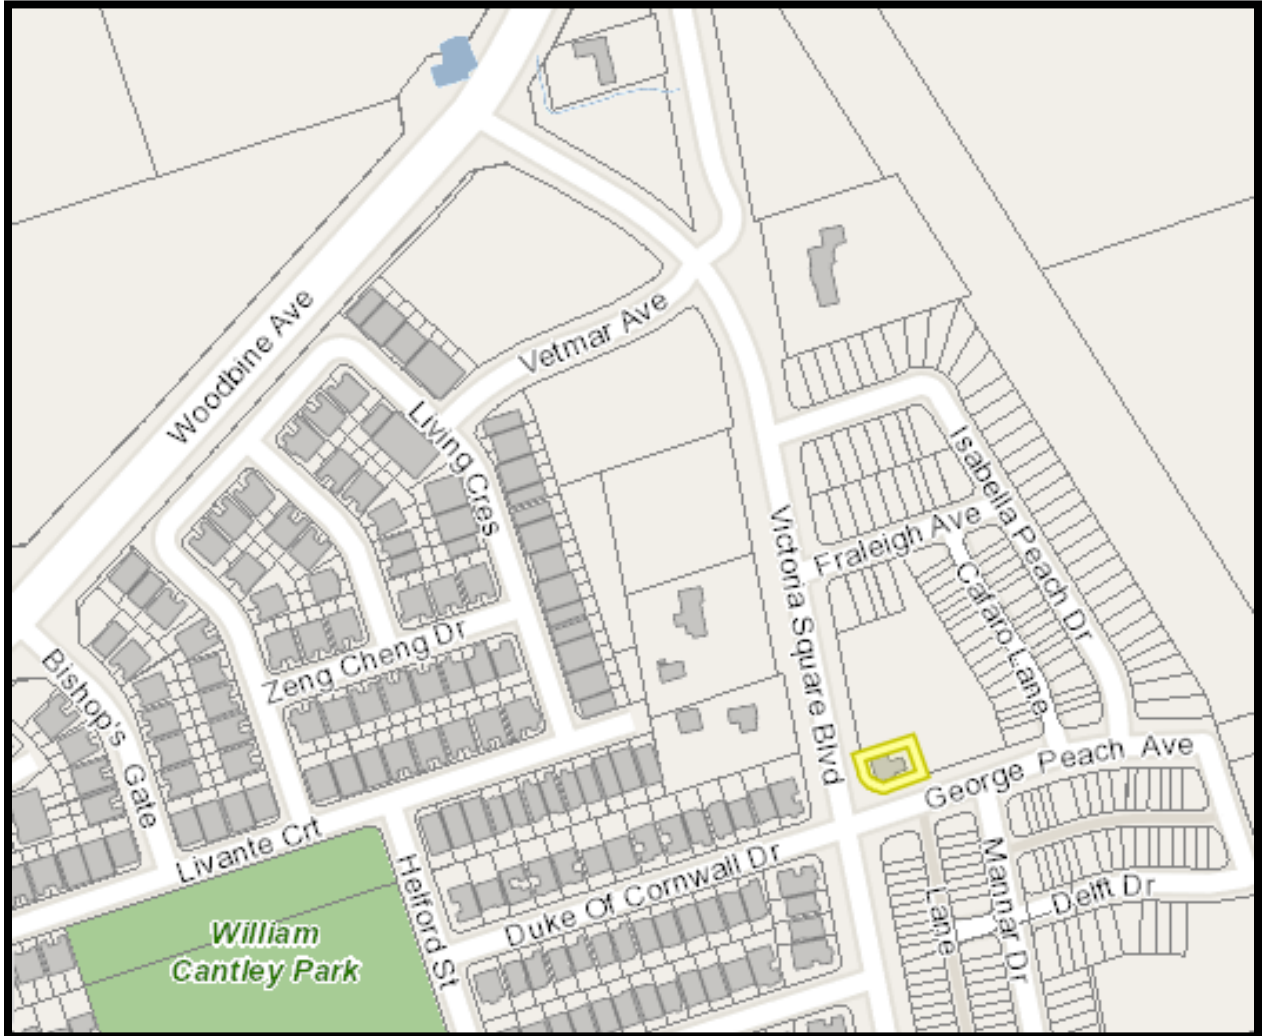 Woodbine Ave
Vetmar Ave
Living Cres
Isabella Peach Dr
Victoria Square Blvd
Fraleigh Ave
Cafaro Lane
Zeng Cheng Dr
Bishop's Gate
George Peach Ave
Livante Crt
Helford St
Duke Of Cornwall Dr
Lane
Mannar Dr
Delft Dr
William
Cantley Park